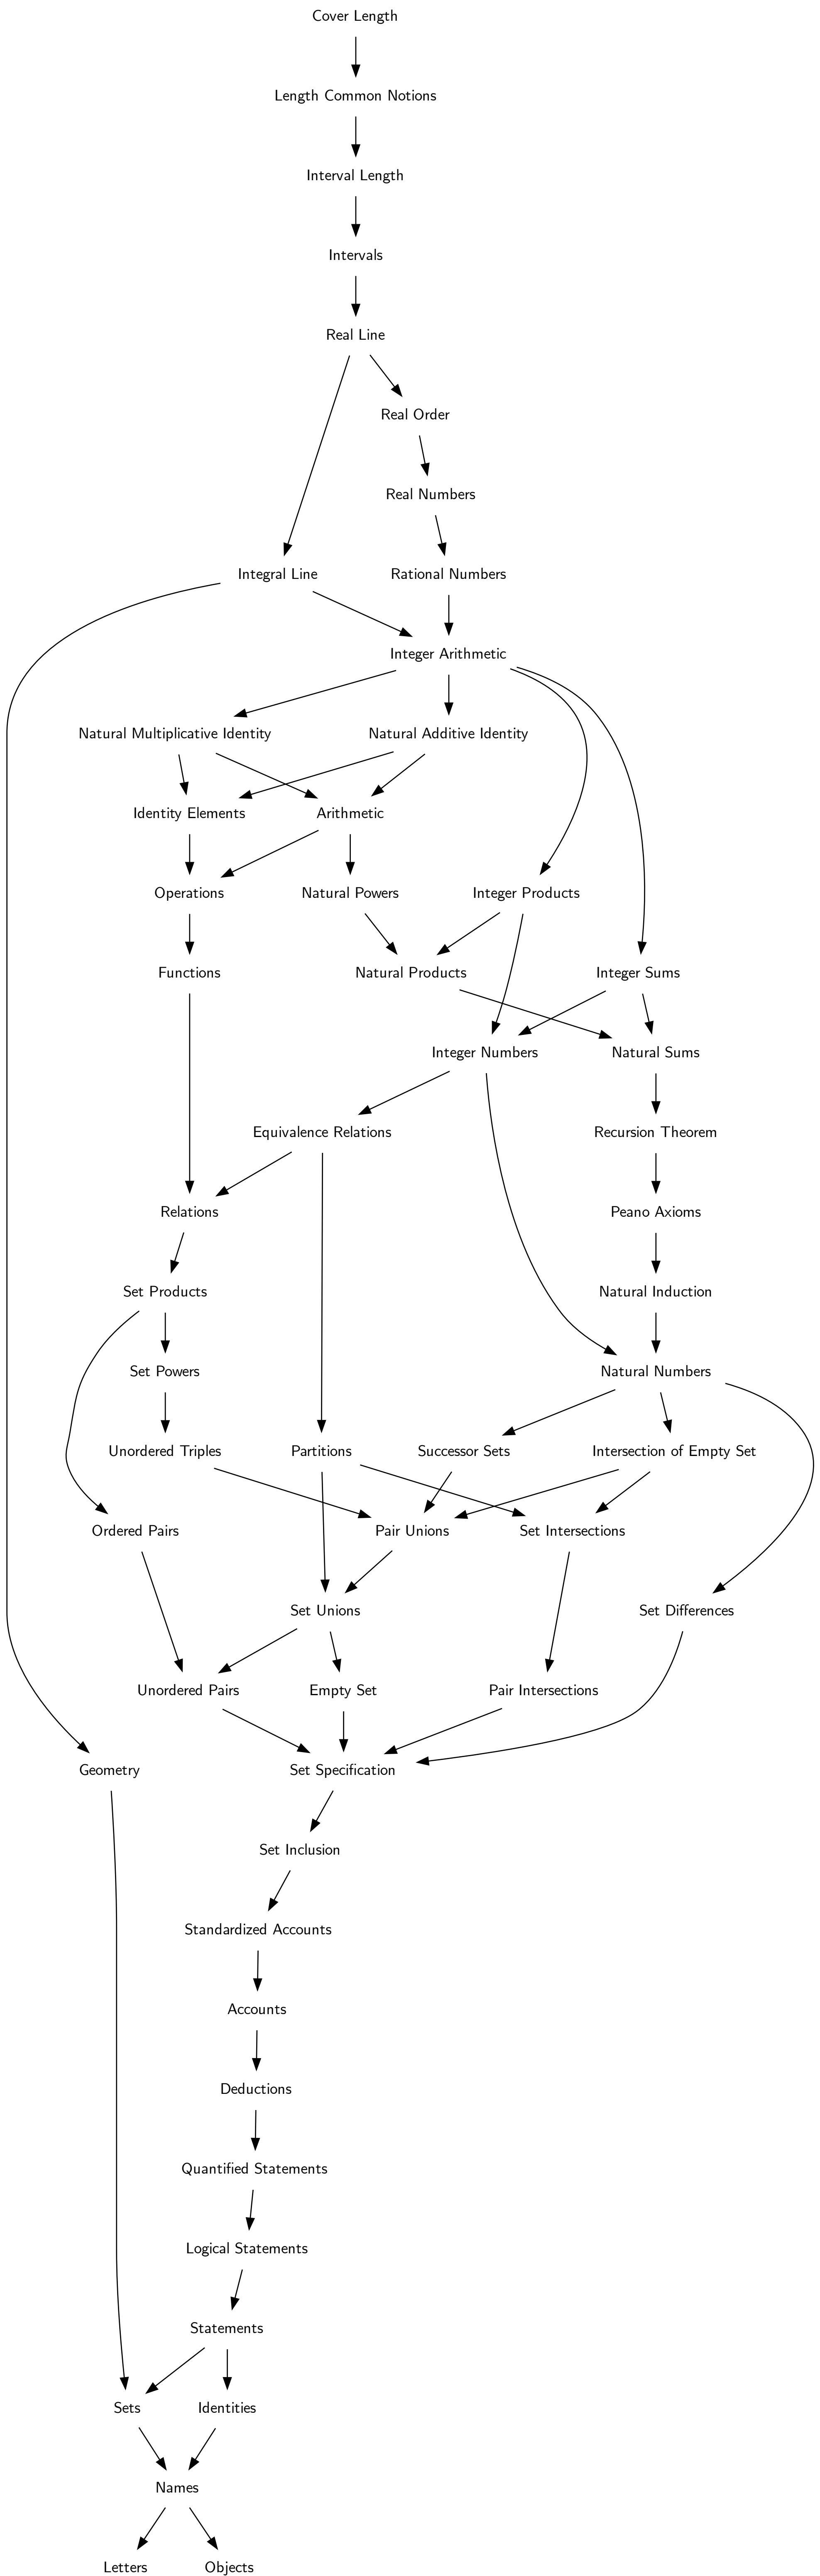 Cover Length
Length Common Notions
Interval Length
Intervals
Real Line
Real Order
Real Numbers
Integral Line
Rational Numbers
Integer Arithmetic
Natural Multiplicative Identity
Natural Additive Identity
Identity Elements
Arithmetic
Operations
Natural Powers
Integer Products
Functions
Natural Products
Integer Sums
Integer Numbers
Natural Sums
Equivalence Relations
Recursion Theorem
Relations
Peano Axioms
Set Products
Natural Induction
Set Powers
Natural Numbers
Unordered Triples
Partitions
Successor Sets
Intersection of Empty Set
Ordered Pairs
Pair Unions
Set Intersections
Set Unions
Set Differences
Unordered Pairs
Empty Set
Pair Intersections
Geometry
Set Specification
Set Inclusion
Standardized Accounts
Accounts
Deductions
Quantified Statements
Logical Statements
Statements
Sets
Identities
Names
Letters
Objects